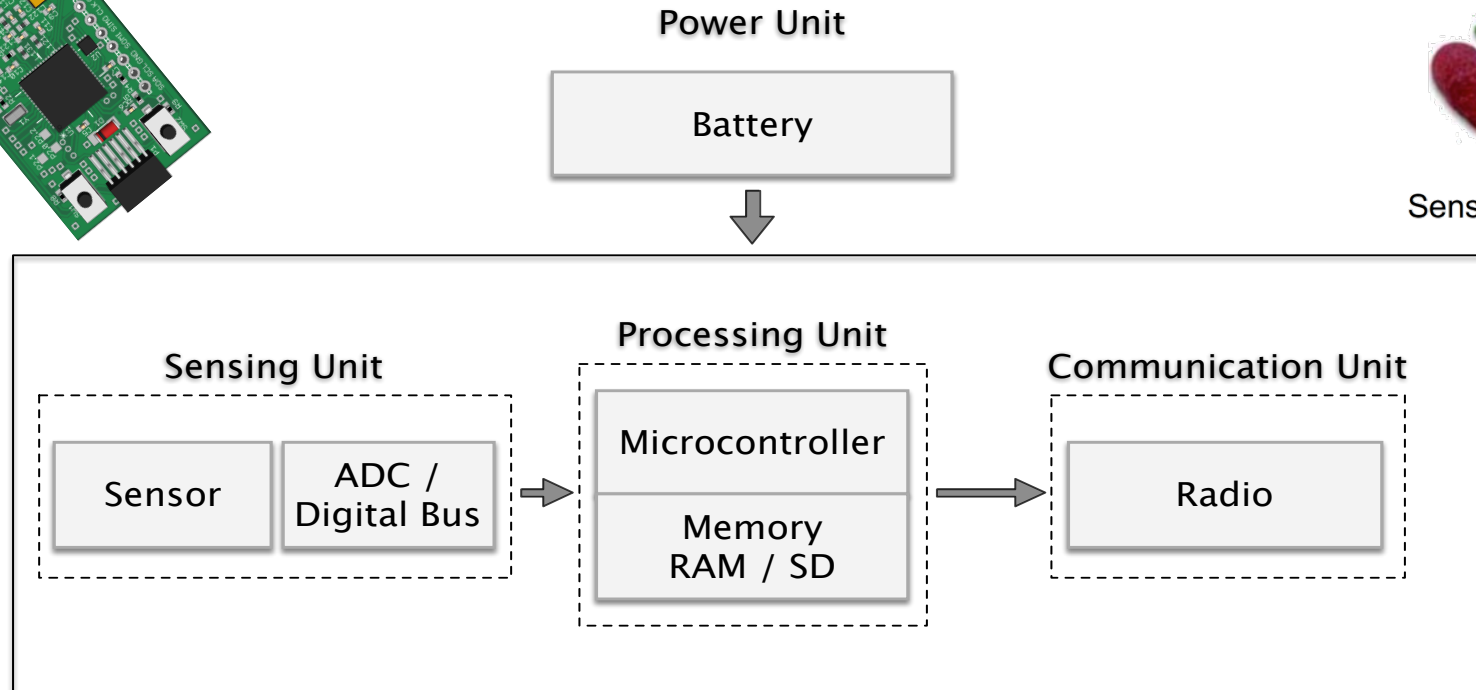 Power Unit
Battery
Sens
Processing Unit
Sensing Unit
Communication Unit
Microcontroller
Sensor
ADC /
Digital Bus
Radio
Memory
RAM / SD